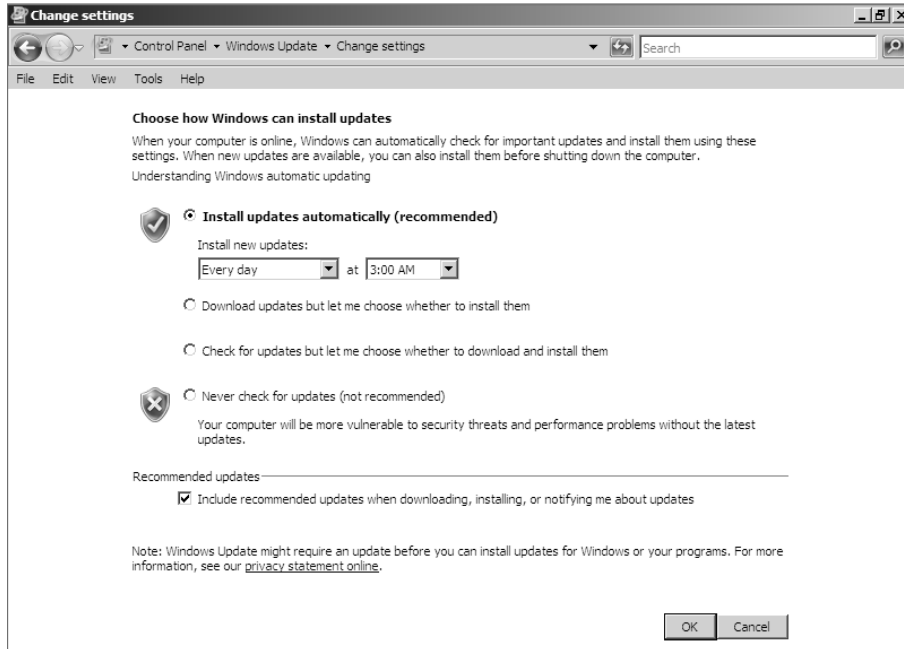 Change settings
Control Panel Windows Update Change settings
Search
File Edit View Tools Help
Choose how Windows can install updates
When your computer is online, Windows can automatically check for important updates and install them using these
settings. When new updates are available, you can also install them before shutting down the computer.
Understanding Windows automatic updating
Install updates automatically (recommended)
Install new updates:
Every day at 3:00 AM
Download updates but let me choose whether to install them
Check for updates but let me choose whether to download and install them
Never check for updates (not recommended)
Your computer will be more vulnerable to security threats and performance problems without the latest
updates.
Recommended updates
Include recommended updates when downloading, installing, or notifying me about updates
Note: Windows Update might require an update before you can install updates for Windows or your programs. For more
information, see our privacy statement online.
OK Cancel